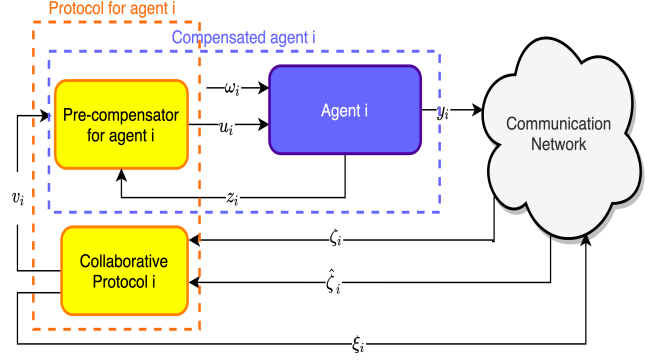 Protocol for agent i
Compensated agent i
Pre-compensator
for agent i
ωᵢ
uᵢ
Agent i
yᵢ
Communication
Network
vᵢ
zᵢ
Collaborative
Protocol i
ζᵢ
ζ̂ᵢ
ξᵢ